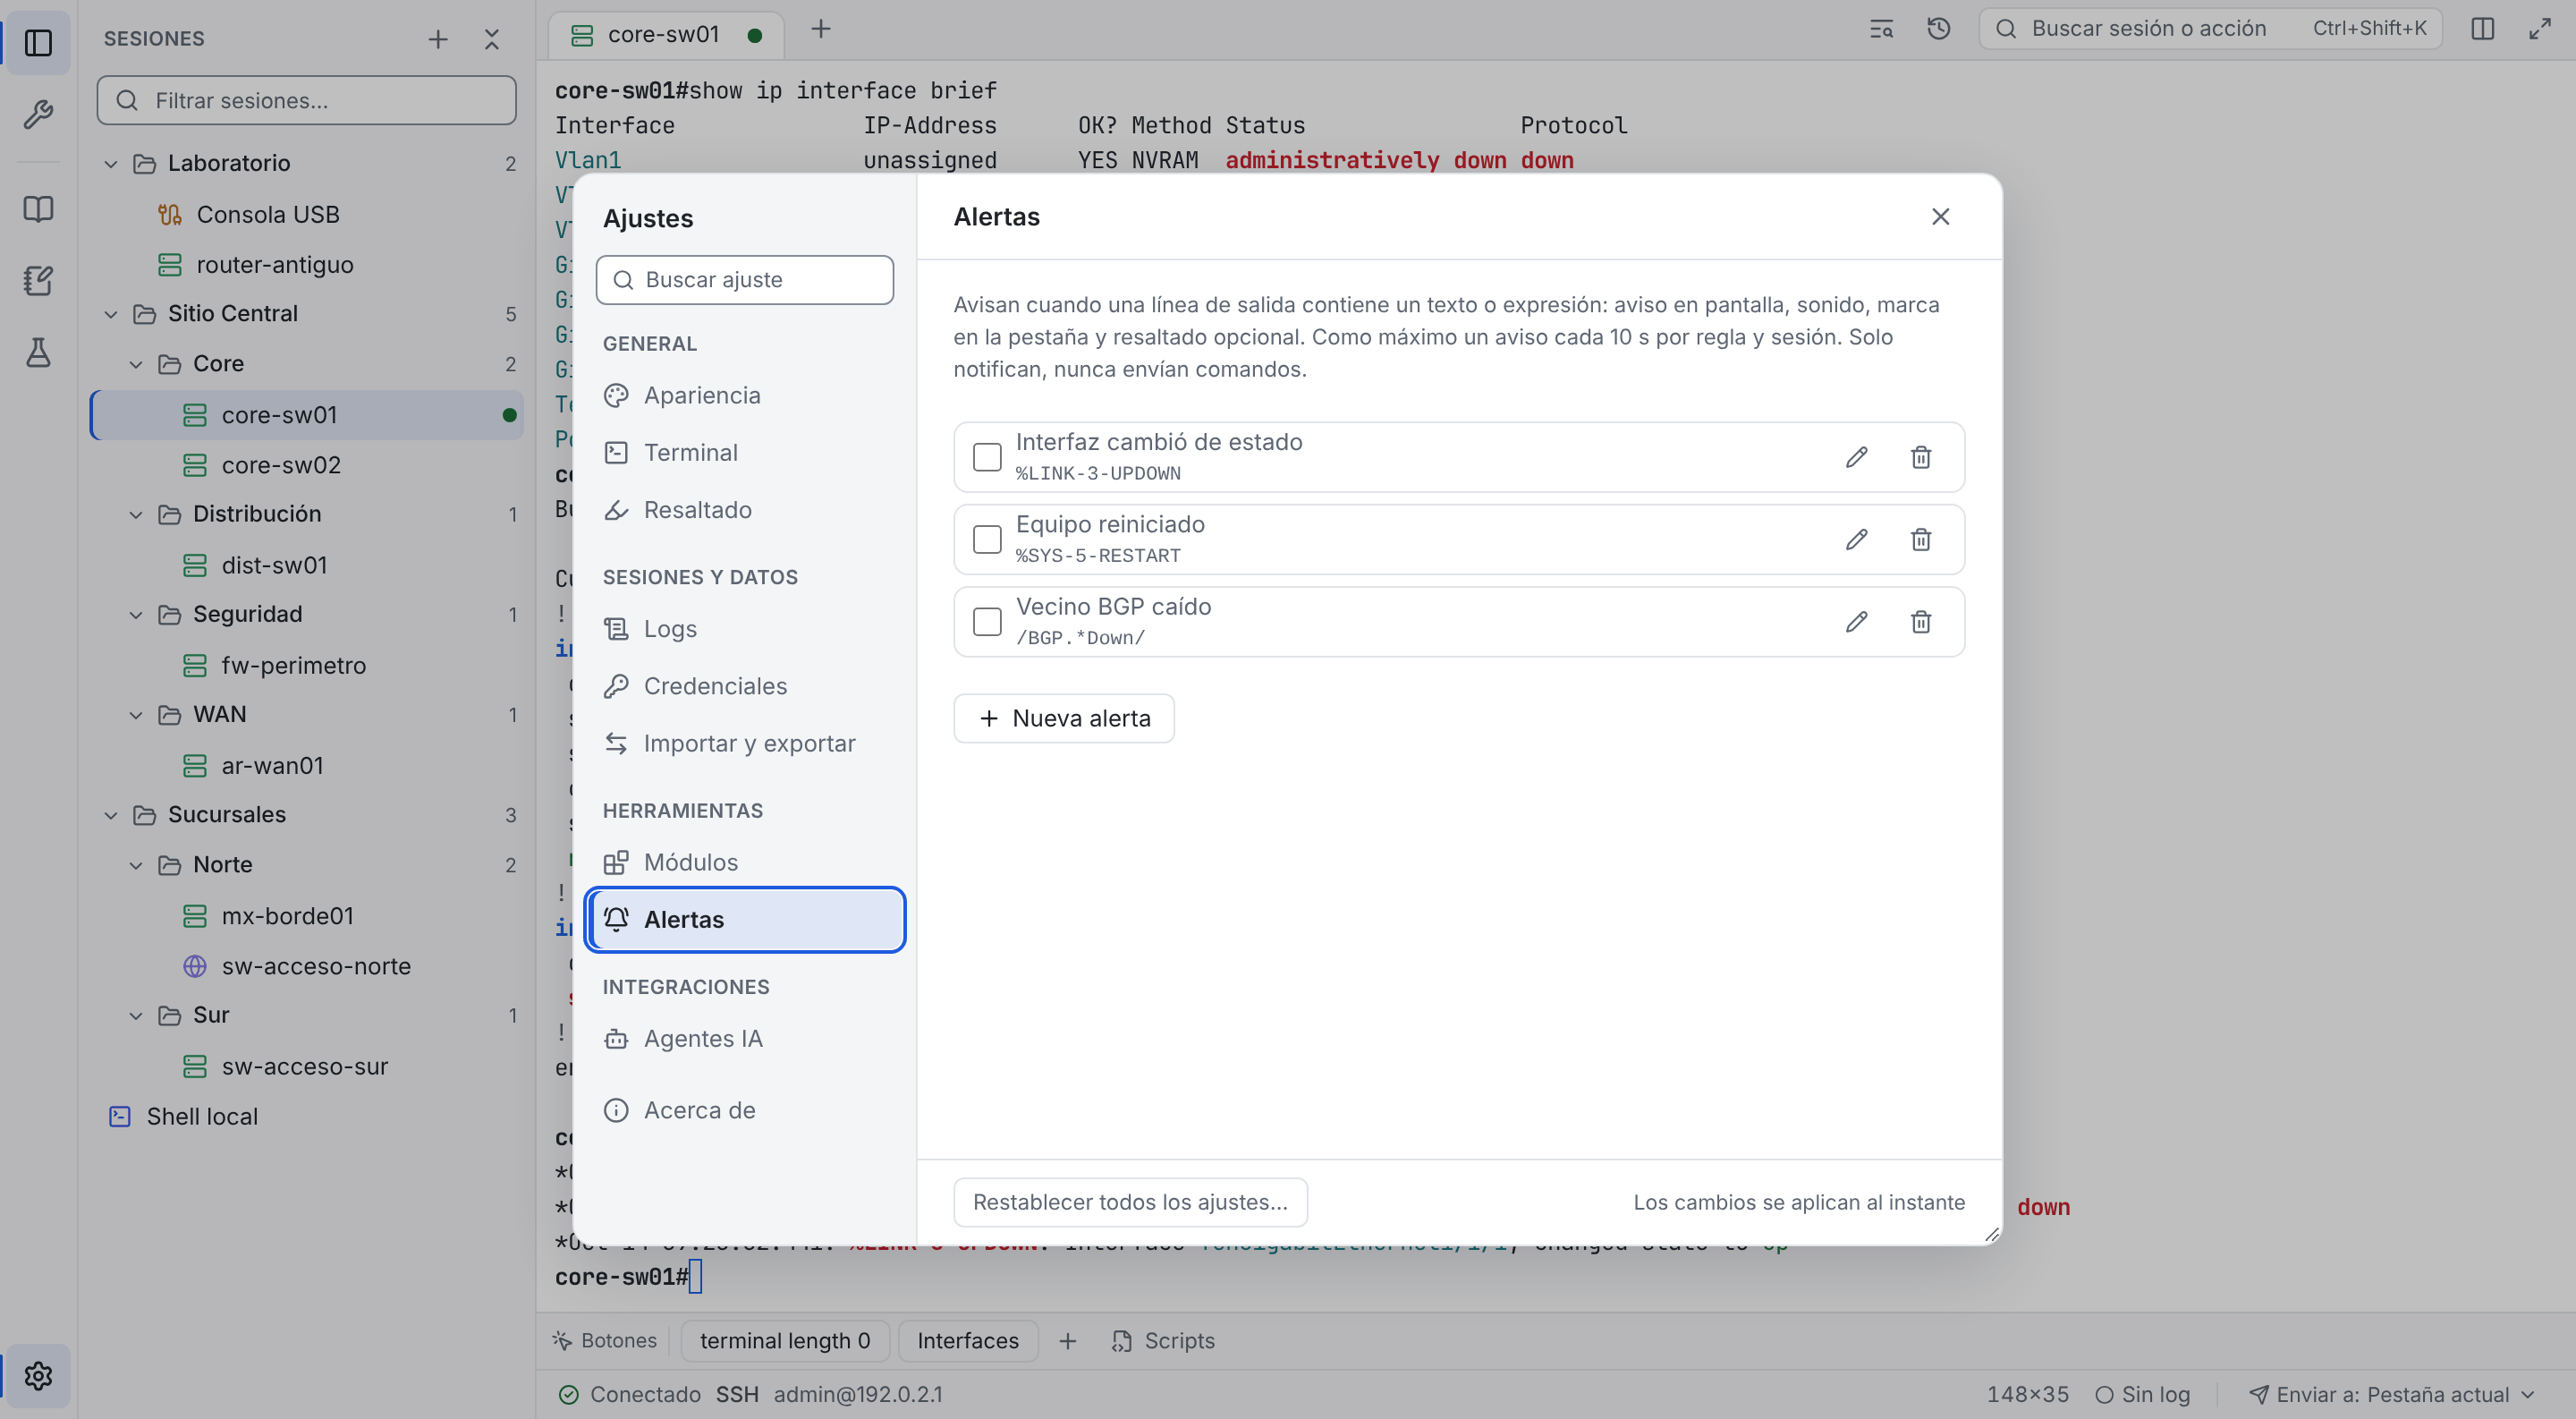 SESIONES
Filtrar sesiones...
Laboratorio 2
Consola USB
router-antiguo
Sitio Central 5
Core 2
core-sw01
core-sw02
Distribución 1
dist-sw01
Seguridad 1
fw-perimetro
WAN 1
ar-wan01
Sucursales 3
Norte 2
mx-borde01
sw-acceso-norte
Sur 1
sw-acceso-sur
Shell local
core-sw01
Buscar sesión o acción Ctrl+Shift+K
core-sw01#show ip interface brief
Interface IP-Address OK? Method Status Protocol
Vlan1 unassigned YES NVRAM administratively down down
Ajustes
Buscar ajuste
GENERAL
Apariencia
Terminal
Resaltado
SESIONES Y DATOS
Logs
Credenciales
Importar y exportar
HERRAMIENTAS
Módulos
Alertas
INTEGRACIONES
Agentes IA
Acerca de
Alertas
Avisan cuando una línea de salida contiene un texto o expresión: aviso en pantalla, sonido, marca
en la pestaña y resaltado opcional. Como máximo un aviso cada 10 s por regla y sesión. Solo
notifican, nunca envían comandos.
Interfaz cambió de estado
%LINK-3-UPDOWN
Equipo reiniciado
%SYS-5-RESTART
Vecino BGP caído
/BGP.*Down/
Nueva alerta
Restablecer todos los ajustes...
Los cambios se aplican al instante
down
core-sw01#
Botones terminal length 0 Interfaces Scripts
Conectado SSH admin@192.0.2.1 148×35 Sin log Enviar a: Pestaña actual